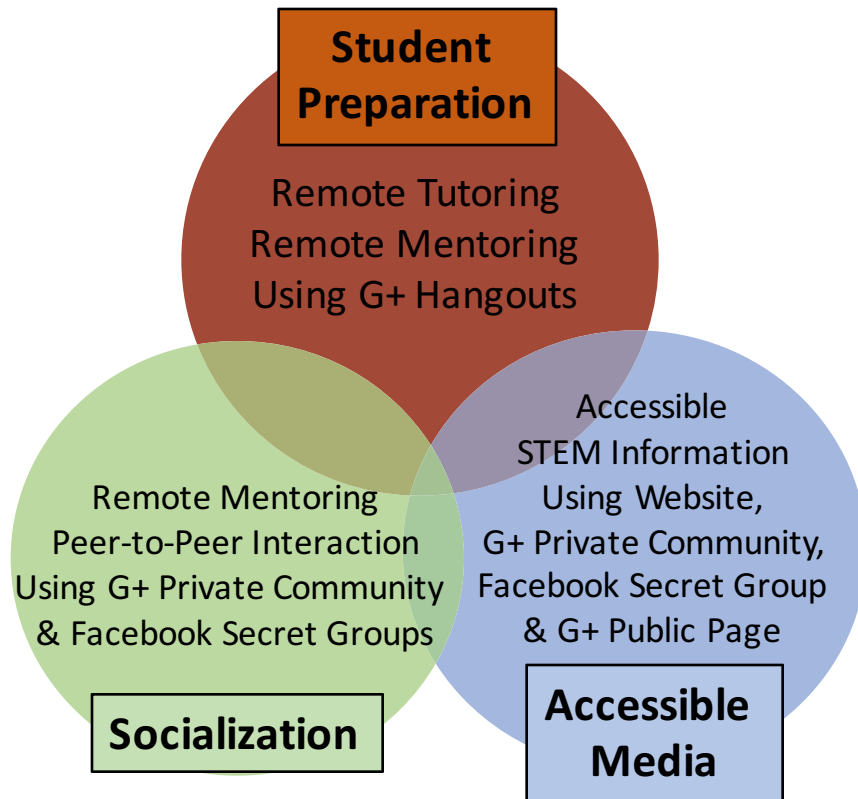 Student
Preparation
Remote Tutoring
Remote Mentoring
Using G+ Hangouts
Remote Mentoring
Peer-to-Peer Interaction
Using G+ Private Community
& Facebook Secret Groups
Socialization
Accessible
STEM Information
Using Website,
G+ Private Community,
Facebook Secret Group
& G+ Public Page
Accessible
Media